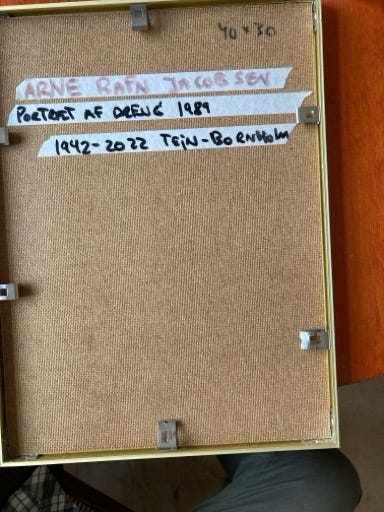 40 x 30
ARNE RAFN JACOBSEN
PORTRÆT AF DRENG 1989
1942-2022 TEJN-BORNHOLM